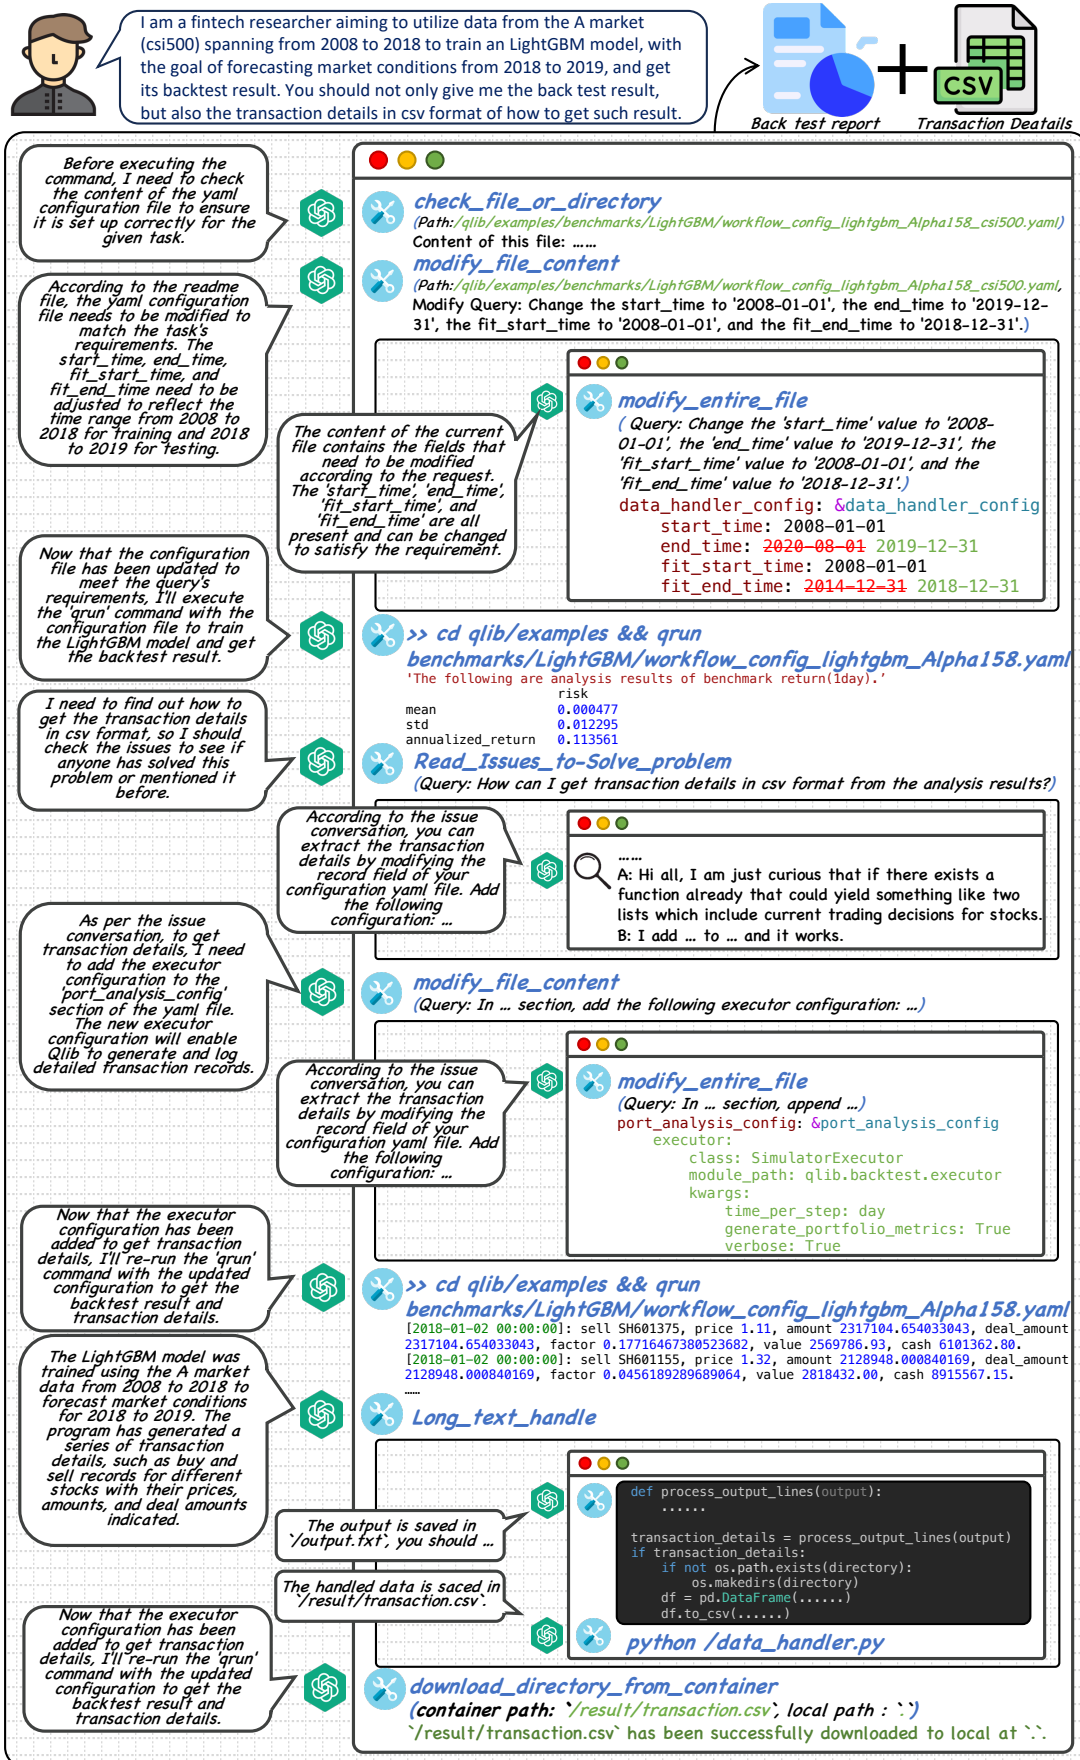 I am a fintech researcher aiming to utilize data from the A market
(csi500) spanning from 2008 to 2018 to train an LightGBM model, with
the goal of forecasting market conditions from 2018 to 2019, and get
its backtest result. You should not only give me the back test result,
but also the transaction details in csv format of how to get such result.
CSV
Back test report
Transaction Deatails
Before executing the
command, I need to check
the content of the yaml
configuration file to ensure
it is set up correctly for the
given task.
check_file_or_directory
(Path:/qlib/examples/benchmarks/LightGBM/workflow_config_lightgbm_Alpha158_csi500.yaml)
Content of this file: ......
According to the readme
file, the yaml configuration
file needs to be modified to
match the task's
requirements. The
start_time, end_time,
fit_start_time, and
fit_end_time need to be
adjusted to reflect the
time range from 2008 to
2018 for training and 2018
to 2019 for testing.
modify_file_content
(Path:/qlib/examples/benchmarks/LightGBM/workflow_config_lightgbm_Alpha158_csi500.yaml,
Modify Query: Change the start_time to '2008-01-01', the end_time to '2019-12-
31', the fit_start_time to '2008-01-01', and the fit_end_time to '2018-12-31'.)
The content of the current
file contains the fields that
need to be modified
according to the request.
The 'start_time', 'end_time',
'fit_start_time', and
'fit_end_time' are all
present and can be changed
to satisfy the requirement.
modify_entire_file
( Query: Change the 'start_time' value to '2008-
01-01', the 'end_time' value to '2019-12-31', the
'fit_start_time' value to '2008-01-01', and the
'fit_end_time' value to '2018-12-31'.)
data_handler_config: &data_handler_config
start_time: 2008-01-01
end_time: 2020-08-01 2019-12-31
fit_start_time: 2008-01-01
fit_end_time: 2014-12-31 2018-12-31
Now that the configuration
file has been updated to
meet the query's
requirements, I'll execute
the 'qrun' command with the
configuration file to train
the LightGBM model and get
the backtest result.
>> cd qlib/examples && qrun
benchmarks/LightGBM/workflow_config_lightgbm_Alpha158.yaml
'The following are analysis results of benchmark return(1day).'
risk
mean 0.000477
std 0.012295
annualized_return 0.113561
I need to find out how to
get the transaction details
in csv format, so I should
check the issues to see if
anyone has solved this
problem or mentioned it
before.
Read_Issues_to-Solve_problem
(Query: How can I get transaction details in csv format from the analysis results?)
According to the issue
conversation, you can
extract the transaction
details by modifying the
record field of your
configuration yaml file. Add
the following
configuration: ...
......
A: Hi all, I am just curious that if there exists a
function already that could yield something like two
lists which include current trading decisions for stocks.
B: I add ... to ... and it works.
As per the issue
conversation, to get
transaction details, I need
to add the executor
configuration to the
'port_analysis_config'
section of the yaml file.
The new executor
configuration will enable
Qlib to generate and log
detailed transaction records.
modify_file_content
(Query: In ... section, add the following executor configuration: ...)
According to the issue
conversation, you can
extract the transaction
details by modifying the
record field of your
configuration yaml file. Add
the following
configuration: ...
modify_entire_file
(Query: In ... section, append ...)
port_analysis_config: &port_analysis_config
executor:
class: SimulatorExecutor
module_path: qlib.backtest.executor
kwargs:
time_per_step: day
generate_portfolio_metrics: True
verbose: True
Now that the executor
configuration has been
added to get transaction
details, I'll re-run the 'qrun'
command with the updated
configuration to get the
backtest result and
transaction details.
>> cd qlib/examples && qrun
benchmarks/LightGBM/workflow_config_lightgbm_Alpha158.yaml
[2018-01-02 00:00:00]: sell SH601375, price 1.11, amount 2317104.654033043, deal_amount
2317104.654033043, factor 0.17716467380523682, value 2569786.93, cash 6101362.80.
[2018-01-02 00:00:00]: sell SH601155, price 1.32, amount 2128948.000840169, deal_amount
2128948.000840169, factor 0.0456189289689064, value 2818432.00, cash 8915567.15.
......
The LightGBM model was
trained using the A market
data from 2008 to 2018 to
forecast market conditions
for 2018 to 2019. The
program has generated a
series of transaction
details, such as buy and
sell records for different
stocks with their prices,
amounts, and deal amounts
indicated.
Long_text_handle
The output is saved in
`/output.txt`, you should ...
def process_output_lines(output):
......
transaction_details = process_output_lines(output)
if transaction_details:
if not os.path.exists(directory):
os.makedirs(directory)
df = pd.DataFrame(......)
df.to_csv(......)
The handled data is saced in
`/result/transaction.csv`.
python /data_handler.py
Now that the executor
configuration has been
added to get transaction
details, I'll re-run the 'qrun'
command with the updated
configuration to get the
backtest result and
transaction details.
download_directory_from_container
(container path: `/result/transaction.csv`, local path : `.`)
`/result/transaction.csv` has been successfully downloaded to local at `.`.